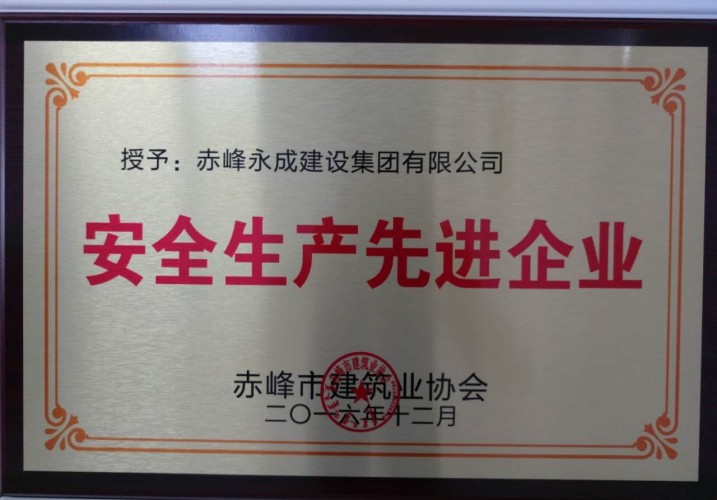 授予：赤峰永成建设集团有限公司
安全生产先进企业
赤峰市建筑业协会
二〇一六年十二月